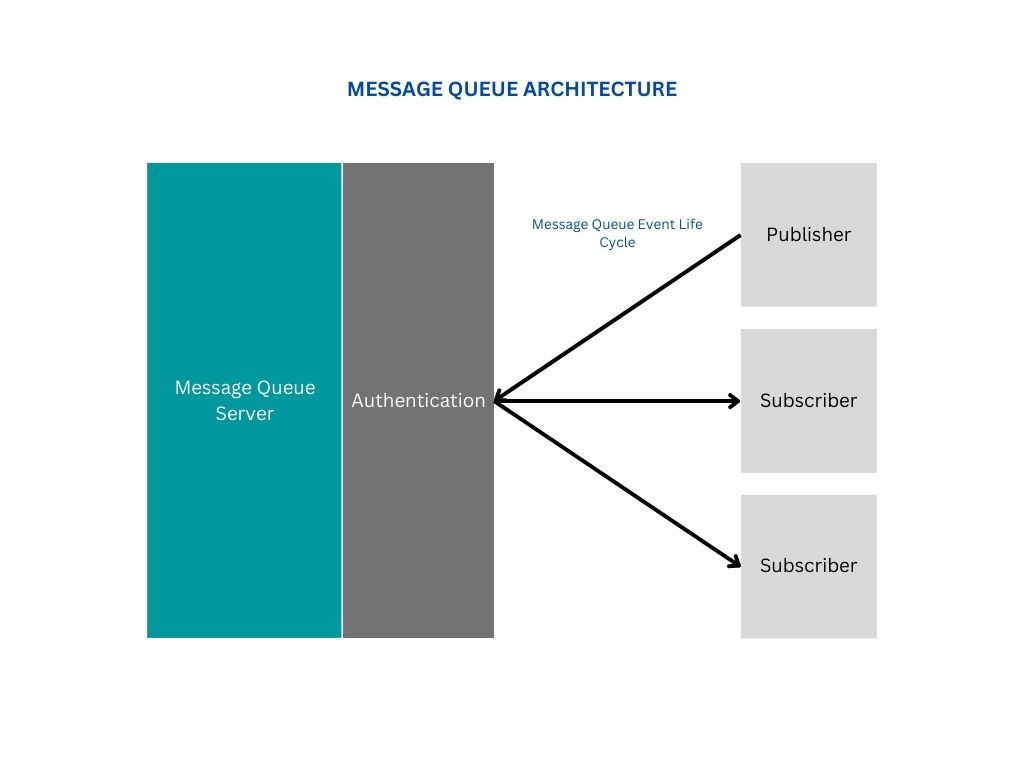 MESSAGE QUEUE ARCHITECTURE
Message Queue Event Life
Cycle
Publisher
Message Queue
Server
Authentication
Subscriber
Subscriber